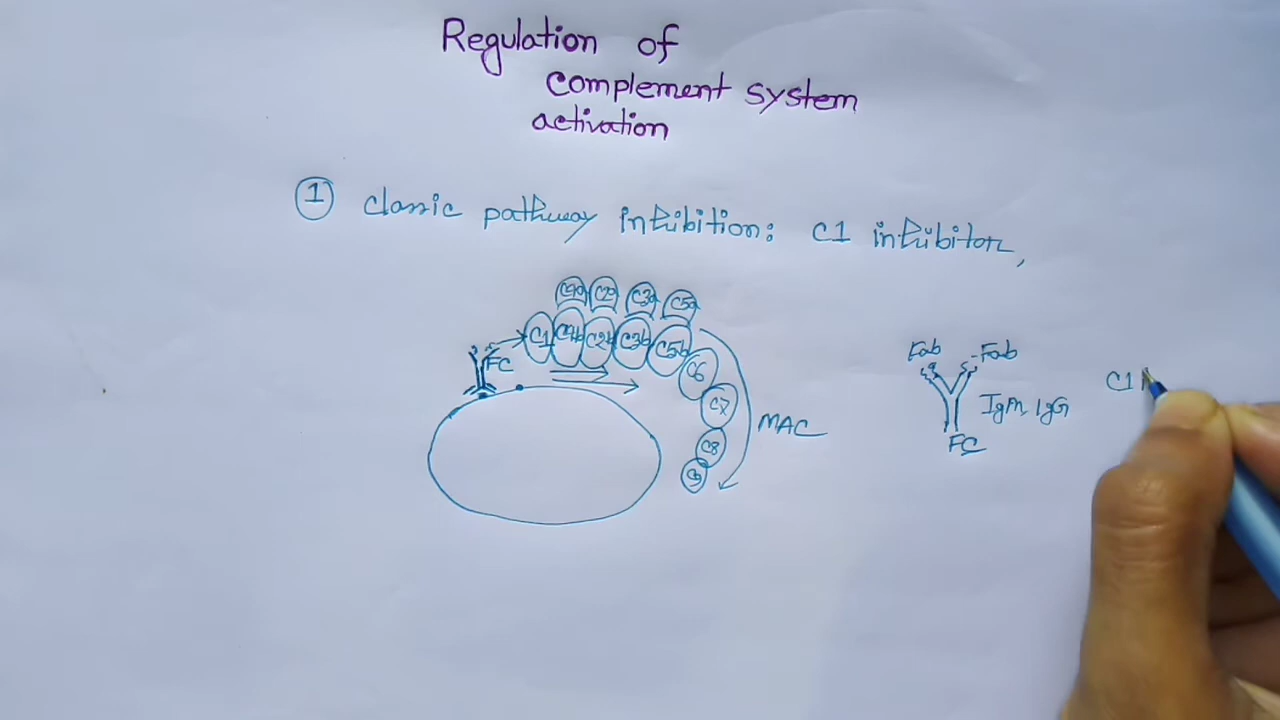 Regulation of
complement system
activation
① Classic pathway inhibition: C1 inhibitor,
C4a C2a C3a C5a
C1 C4b C2b C3b C5b
FC
C6
C7
MAC
C8
C9
Fab Fab
IgM, IgG
FC
C1